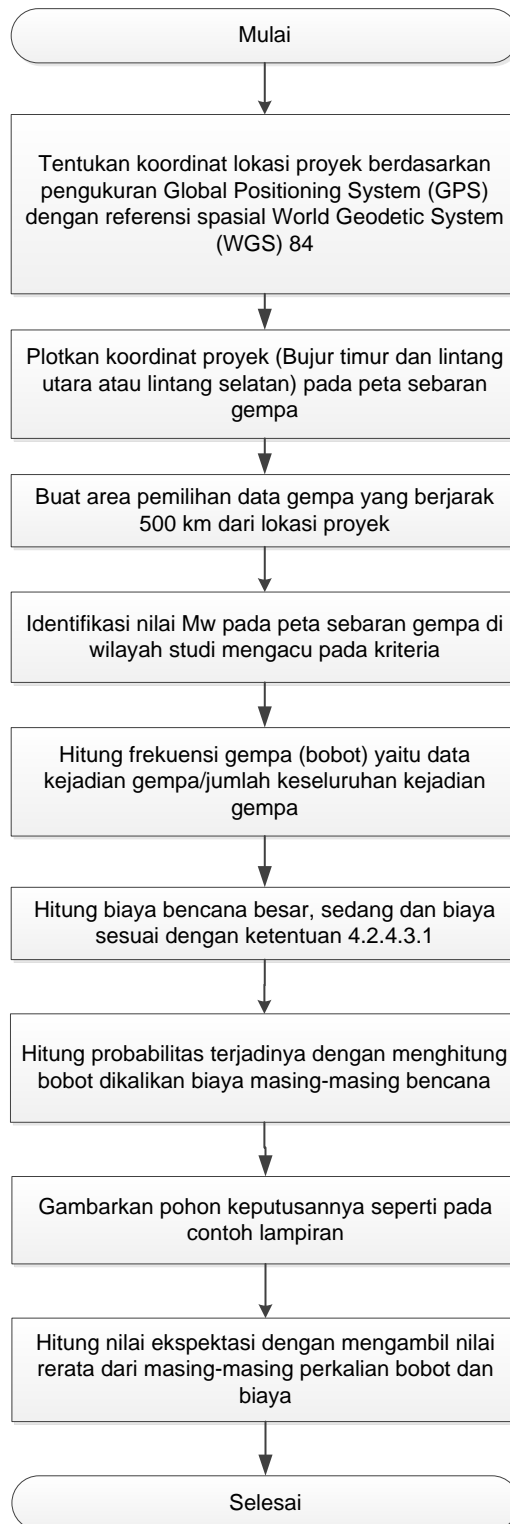 Mulai
Tentukan koordinat lokasi proyek berdasarkan
pengukuran Global Positioning System (GPS)
dengan referensi spasial World Geodetic System
(WGS) 84
Plotkan koordinat proyek (Bujur timur dan lintang
utara atau lintang selatan) pada peta sebaran
gempa
Buat area pemilihan data gempa yang berjarak
500 km dari lokasi proyek
Identifikasi nilai Mw pada peta sebaran gempa di
wilayah studi mengacu pada kriteria
Hitung frekuensi gempa (bobot) yaitu data
kejadian gempa/jumlah keseluruhan kejadian
gempa
Hitung biaya bencana besar, sedang dan biaya
sesuai dengan ketentuan 4.2.4.3.1
Hitung probabilitas terjadinya dengan menghitung
bobot dikalikan biaya masing-masing bencana
Gambarkan pohon keputusannya seperti pada
contoh lampiran
Hitung nilai ekspektasi dengan mengambil nilai
rerata dari masing-masing perkalian bobot dan
biaya
Selesai